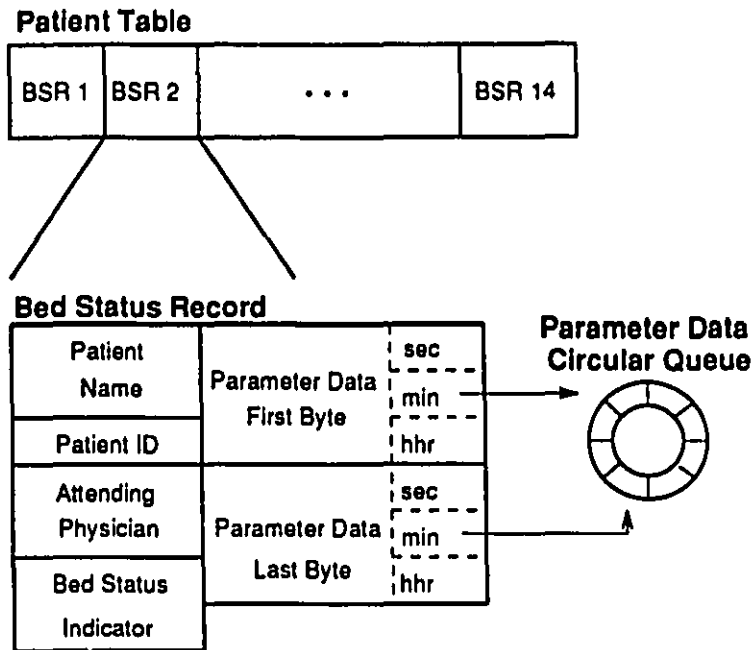 Patient Table
BSR 1 BSR 2 • • • BSR 14
Bed Status Record
Patient
Name
Patient ID
Attending
Physician
Bed Status
Indicator
Parameter Data
First Byte
sec
min
hhr
Parameter Data
Last Byte
sec
min
hhr
Parameter Data
Circular Queue